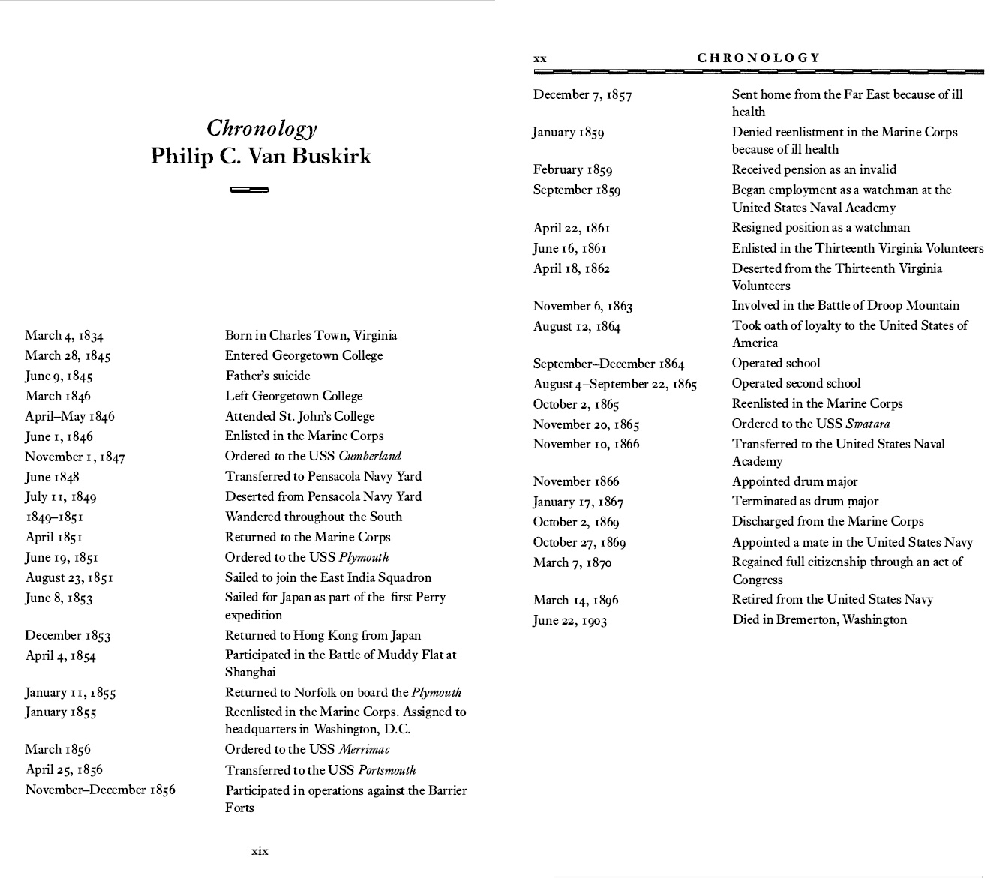 Chronology
Philip C. Van Buskirk
March 4, 1834 Born in Charles Town, Virginia
March 28, 1845 Entered Georgetown College
June 9, 1845 Father's suicide
March 1846 Left Georgetown College
April–May 1846 Attended St. John's College
June 1, 1846 Enlisted in the Marine Corps
November 1, 1847 Ordered to the USS Cumberland
June 1848 Transferred to Pensacola Navy Yard
July 11, 1849 Deserted from Pensacola Navy Yard
1849–1851 Wandered throughout the South
April 1851 Returned to the Marine Corps
June 19, 1851 Ordered to the USS Plymouth
August 23, 1851 Sailed to join the East India Squadron
June 8, 1853 Sailed for Japan as part of the first Perry
expedition
December 1853 Returned to Hong Kong from Japan
April 4, 1854 Participated in the Battle of Muddy Flat at
Shanghai
January 11, 1855 Returned to Norfolk on board the Plymouth
January 1855 Reenlisted in the Marine Corps. Assigned to
headquarters in Washington, D.C.
March 1856 Ordered to the USS Merrimac
April 25, 1856 Transferred to the USS Portsmouth
November–December 1856 Participated in operations against the Barrier
Forts
xix
xx CHRONOLOGY
December 7, 1857 Sent home from the Far East because of ill
health
January 1859 Denied reenlistment in the Marine Corps
because of ill health
February 1859 Received pension as an invalid
September 1859 Began employment as a watchman at the
United States Naval Academy
April 22, 1861 Resigned position as a watchman
June 16, 1861 Enlisted in the Thirteenth Virginia Volunteers
April 18, 1862 Deserted from the Thirteenth Virginia
Volunteers
November 6, 1863 Involved in the Battle of Droop Mountain
August 12, 1864 Took oath of loyalty to the United States of
America
September–December 1864 Operated school
August 4–September 22, 1865 Operated second school
October 2, 1865 Reenlisted in the Marine Corps
November 20, 1865 Ordered to the USS Swatara
November 10, 1866 Transferred to the United States Naval
Academy
November 1866 Appointed drum major
January 17, 1867 Terminated as drum major
October 2, 1869 Discharged from the Marine Corps
October 27, 1869 Appointed a mate in the United States Navy
March 7, 1870 Regained full citizenship through an act of
Congress
March 14, 1896 Retired from the United States Navy
June 22, 1903 Died in Bremerton, Washington